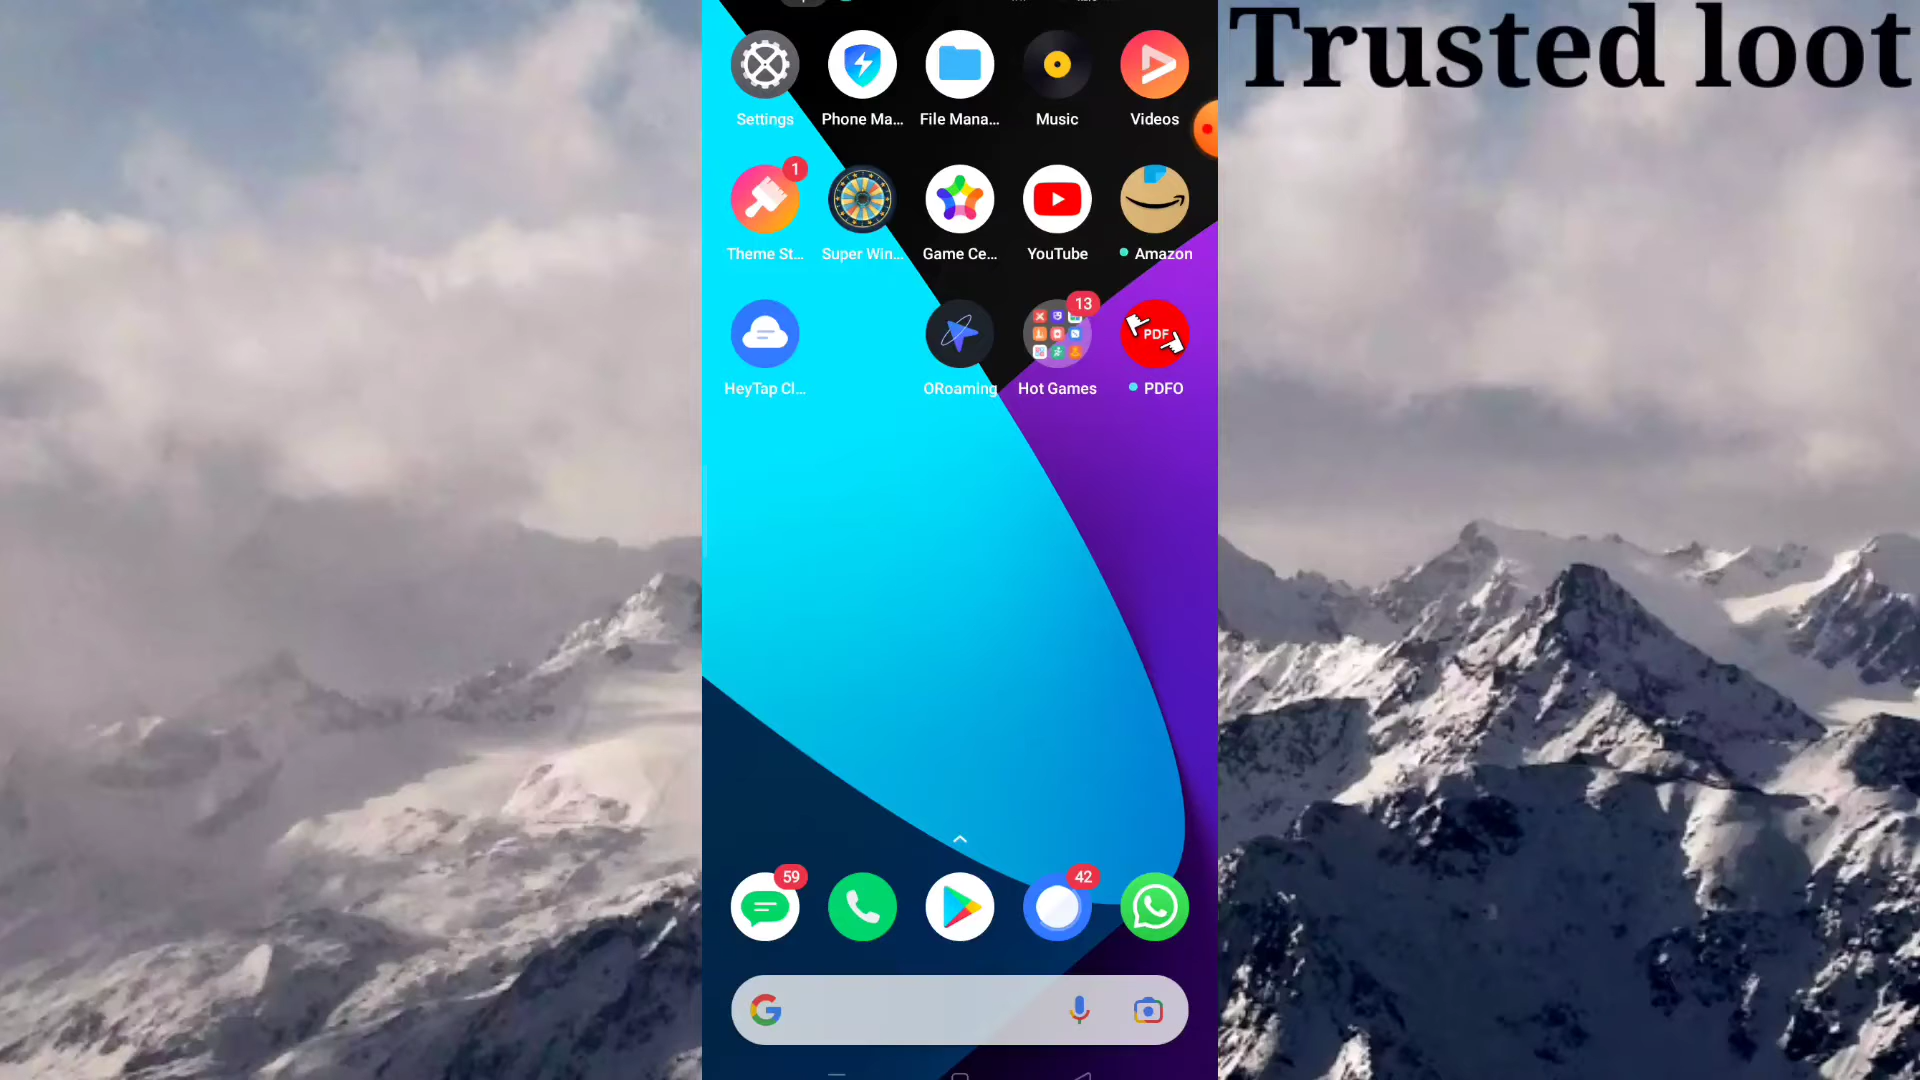 Trusted loot
Settings
Phone Ma...
File Mana...
Music
Videos
1
Theme St...
Super Win...
Game Ce...
YouTube
Amazon
13
PDF
HeyTap Cl...
ORoaming
Hot Games
PDFO
59
42